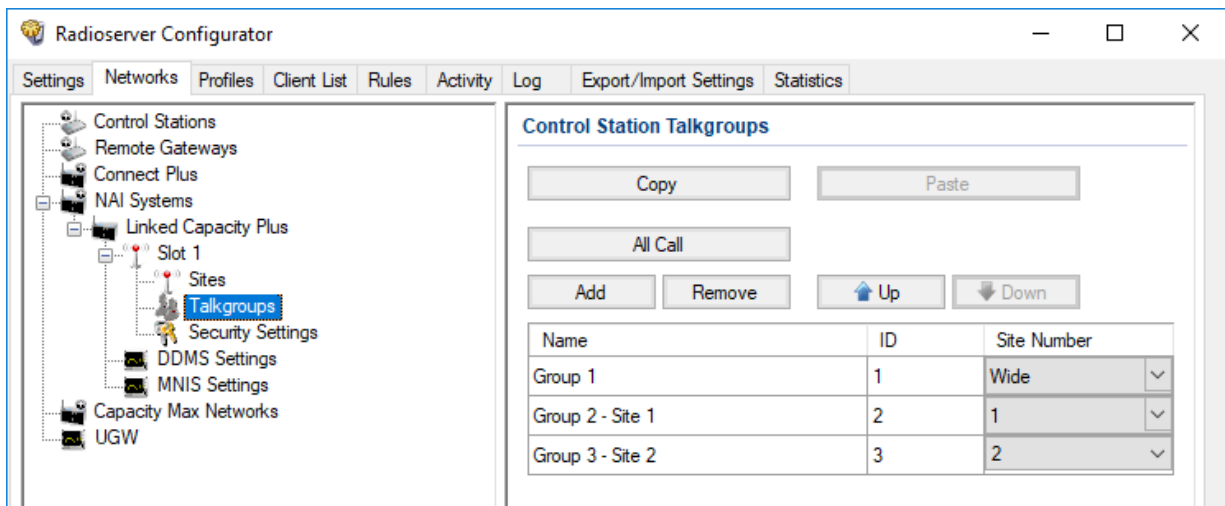 Radioserver Configurator
Settings Networks Profiles Client List Rules Activity Log Export/Import Settings Statistics
Control Stations
Remote Gateways
Connect Plus
NAI Systems
Linked Capacity Plus
Slot 1
Sites
Talkgroups
Security Settings
DDMS Settings
MNIS Settings
Capacity Max Networks
UGW
Control Station Talkgroups
Copy Paste
All Call
Add Remove Up Down
Name ID Site Number
Group 1 1 Wide
Group 2 - Site 1 2 1
Group 3 - Site 2 3 2